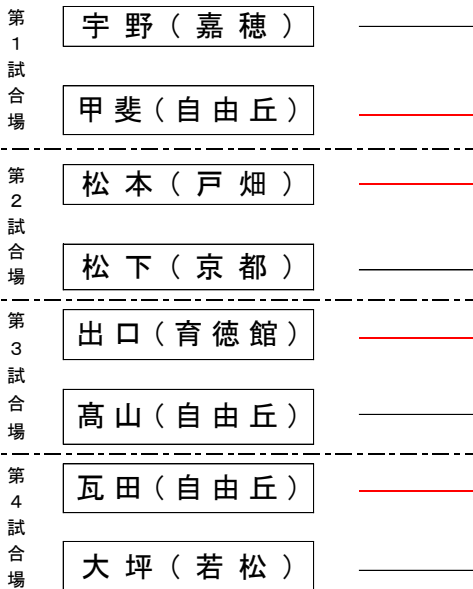 第1試合場
宇野(嘉穂)
甲斐(自由丘)
第2試合場
松本(戸畑)
松下(京都)
第3試合場
出口(育徳館)
髙山(自由丘)
第4試合場
瓦田(自由丘)
大坪(若松)